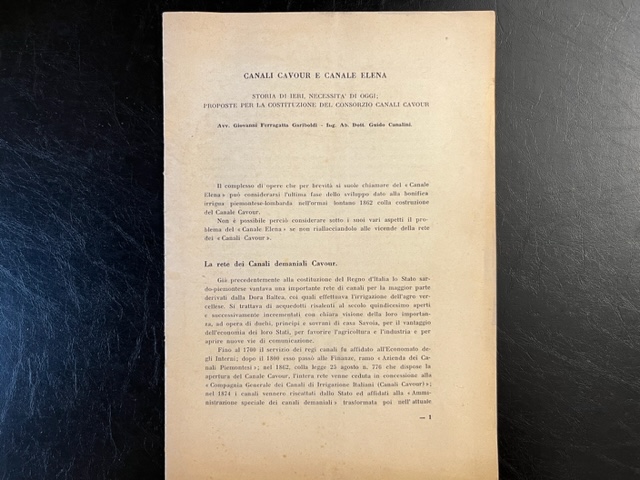 CANALI CAVOUR E CANALE ELENA
STORIA DI IERI, NECESSITA' DI OGGI;
PROPOSTE PER LA COSTITUZIONE DEL CONSORZIO CANALI CAVOUR
Avv. Giovanni Ferragatta Gariboldi - Ing. Av. Dott. Guido Canalini.
Il complesso di opere che per brevità si suole chiamare del « Canale
Elena » può considerarsi l'ultima fase dello sviluppo dato alla bonifica
irrigua piemontese-lombarda nell'ormai lontano 1862 colla costruzione
del Canale Cavour.
Non è possibile perciò considerare sotto i suoi vari aspetti il pro-
blema del « Canale Elena » se non riallacciandolo alle vicende della rete
dei « Canali Cavour ».
La rete dei Canali demaniali Cavour.
Già precedentemente alla costituzione del Regno d'Italia lo Stato sar-
do-piemontese vantava una importante rete di canali per la maggior parte
derivati dalla Dora Baltea, coi quali effettuava l'irrigazione dell'agro ver-
cellese. Si trattava di acquedotti risalenti al secolo quindicesimo aperti
e successivamente incrementati con chiara visione della loro importan-
za, ad opera di duchi, principi e sovrani di casa Savoia, per il vantaggio
dell'economia dei loro Stati, per favorire l'agricoltura e l'industria e per
aprire nuove vie di comunicazione.
Fino al 1700 il servizio dei regi canali fu affidato all'Economato de-
gli Interni; dopo il 1800 esso passò alle Finanze, ramo « Azienda dei Ca-
nali Piemontesi »; nel 1862, colla legge 25 agosto n. 776 che dispone la
apertura del Canale Cavour, l'intera rete venne ceduta in concessione alla
« Compagnia Generale dei Canali di Irrigazione Italiani (Canali Cavour) »;
nel 1874 i canali vennero riscattati dallo Stato ed affidati alla « Ammi-
nistrazione speciale dei canali demaniali » trasformata poi nell'attuale
— 1